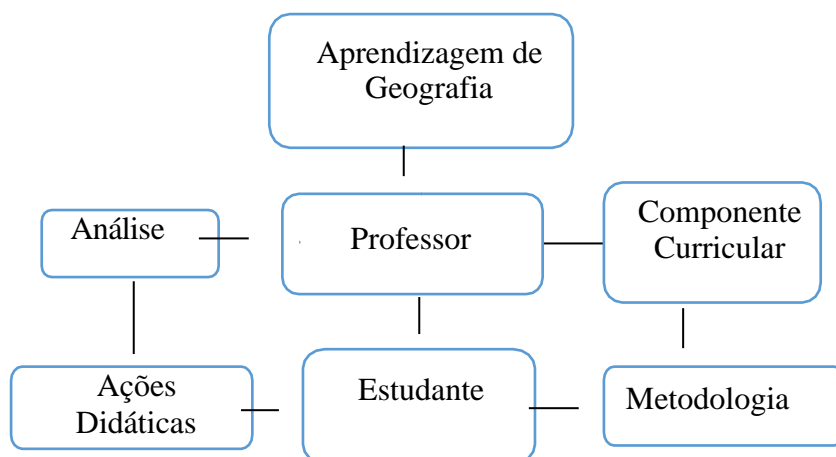 Aprendizagem de
Geografia
Análise
Professor
Componente
Curricular
Ações
Didáticas
Estudante
Metodologia